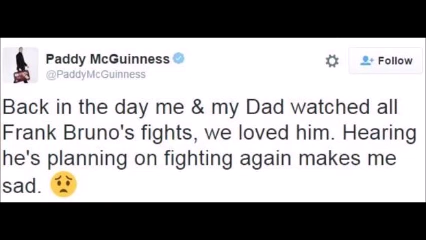 Paddy McGuinness
@PaddyMcGuinness
Follow
Back in the day me & my Dad watched all
Frank Bruno's fights, we loved him. Hearing
he's planning on fighting again makes me
sad. 😟